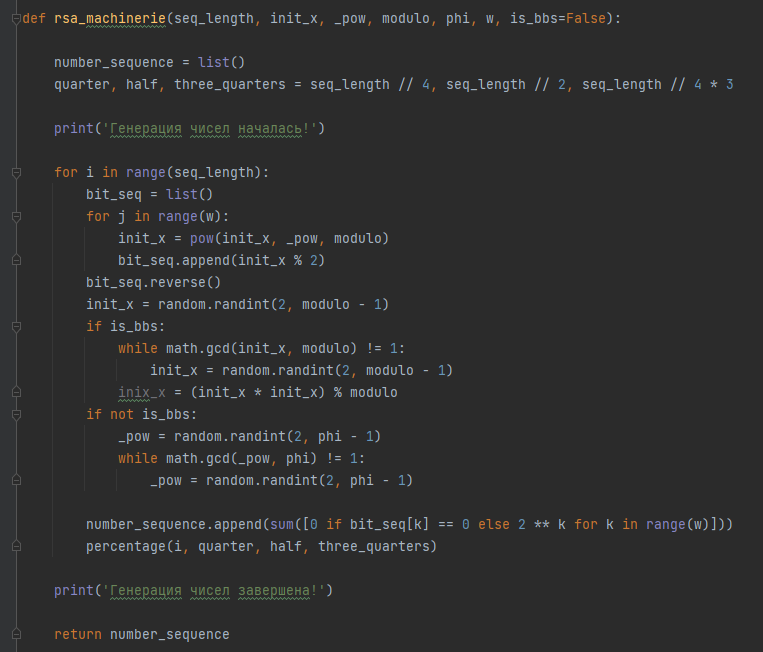 def rsa_machinerie(seq_length, init_x, _pow, modulo, phi, w, is_bbs=False):
number_sequence = list()
quarter, half, three_quarters = seq_length // 4, seq_length // 2, seq_length // 4 * 3
print('Генерация чисел началась!')
for i in range(seq_length):
bit_seq = list()
for j in range(w):
init_x = pow(init_x, _pow, modulo)
bit_seq.append(init_x % 2)
bit_seq.reverse()
init_x = random.randint(2, modulo - 1)
if is_bbs:
while math.gcd(init_x, modulo) != 1:
init_x = random.randint(2, modulo - 1)
inix_x = (init_x * init_x) % modulo
if not is_bbs:
_pow = random.randint(2, phi - 1)
while math.gcd(_pow, phi) != 1:
_pow = random.randint(2, phi - 1)
number_sequence.append(sum([0 if bit_seq[k] == 0 else 2 ** k for k in range(w)]))
percentage(i, quarter, half, three_quarters)
print('Генерация чисел завершена!')
return number_sequence